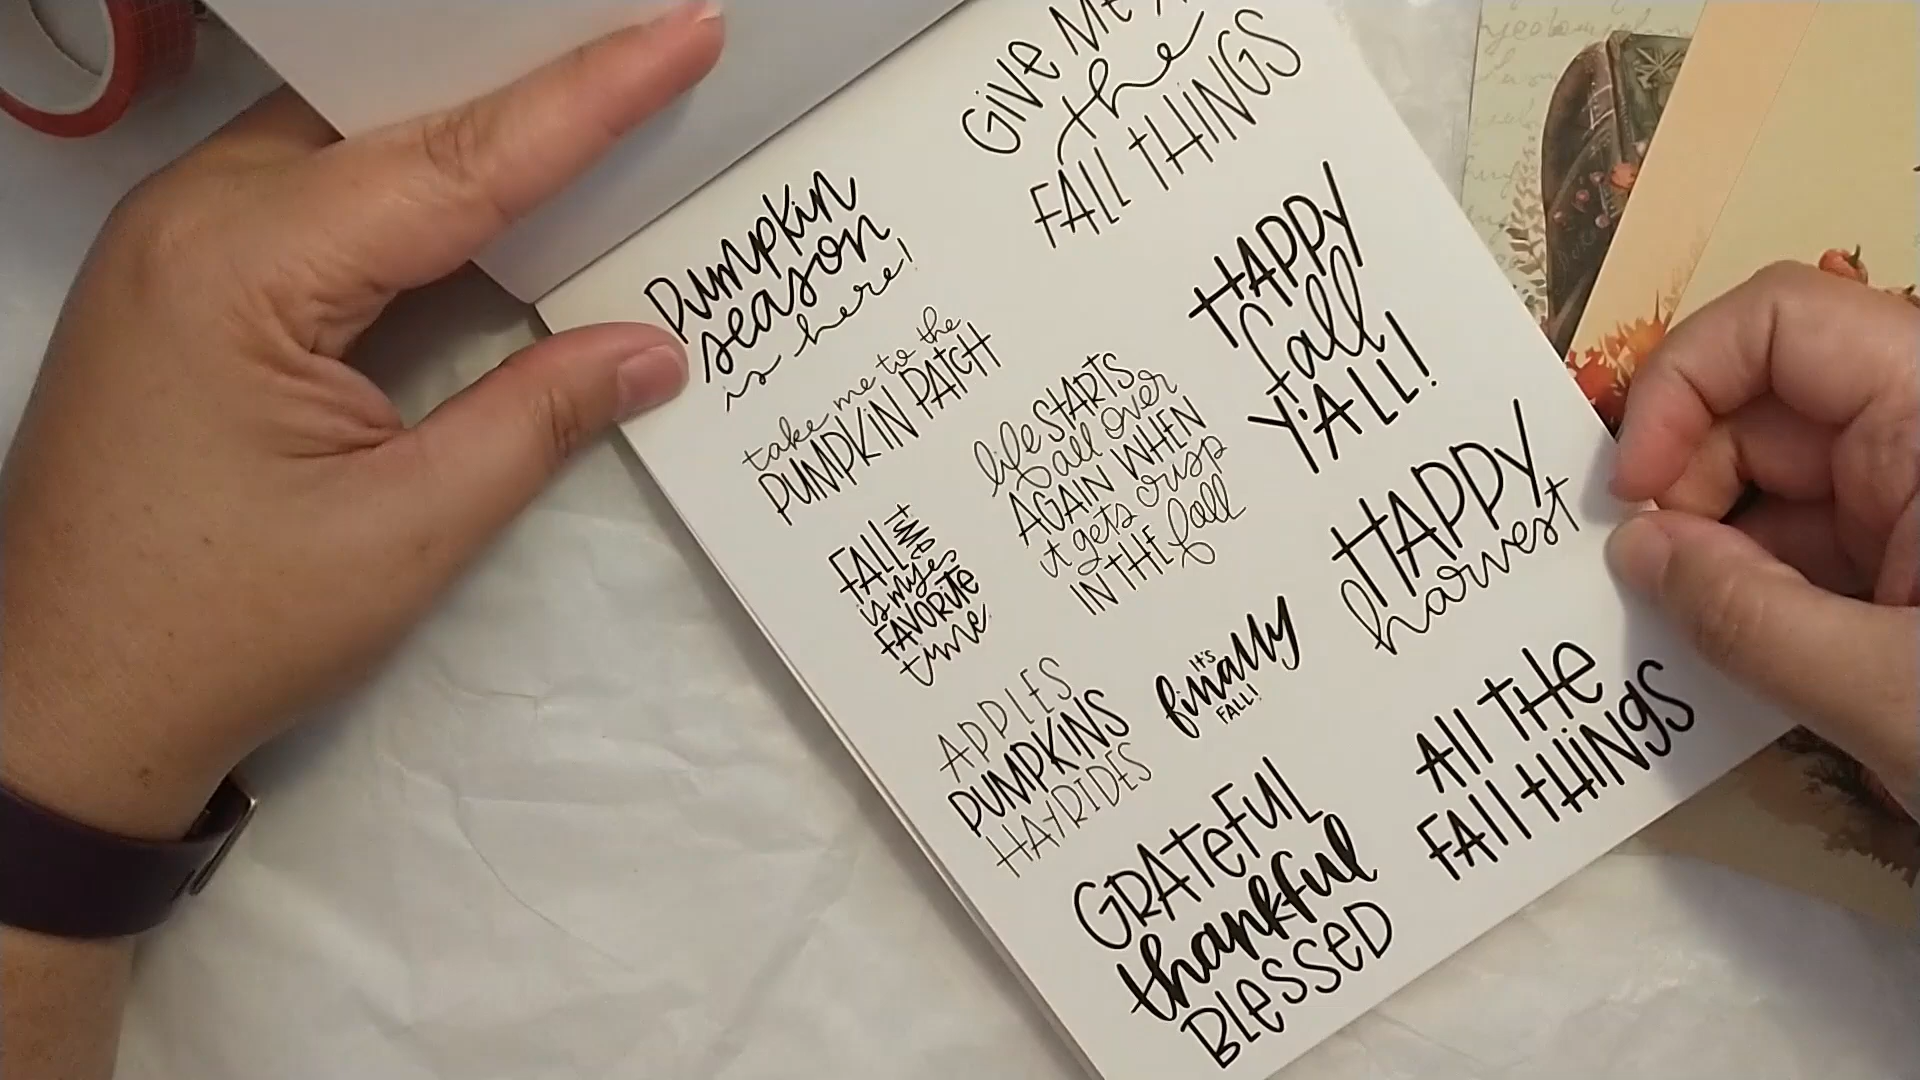 GIVE ME
the
FALL THINGS
pumpkin
season
is here!
take me to the
PUMPKIN PATCH
life STARTS
all over
AGAIN WHEN
it gets crisp
IN THE fall
HAPPY
fall
Y'ALL!
FALL
is my
FAVORITE
time
HAPPY
harvest
APPLES
PUMPKINS
HAYRIDES
IT'S
finally
FALL!
All THE
FAll tHiNgS
GRATeFUL
thankful
BLeSSeD